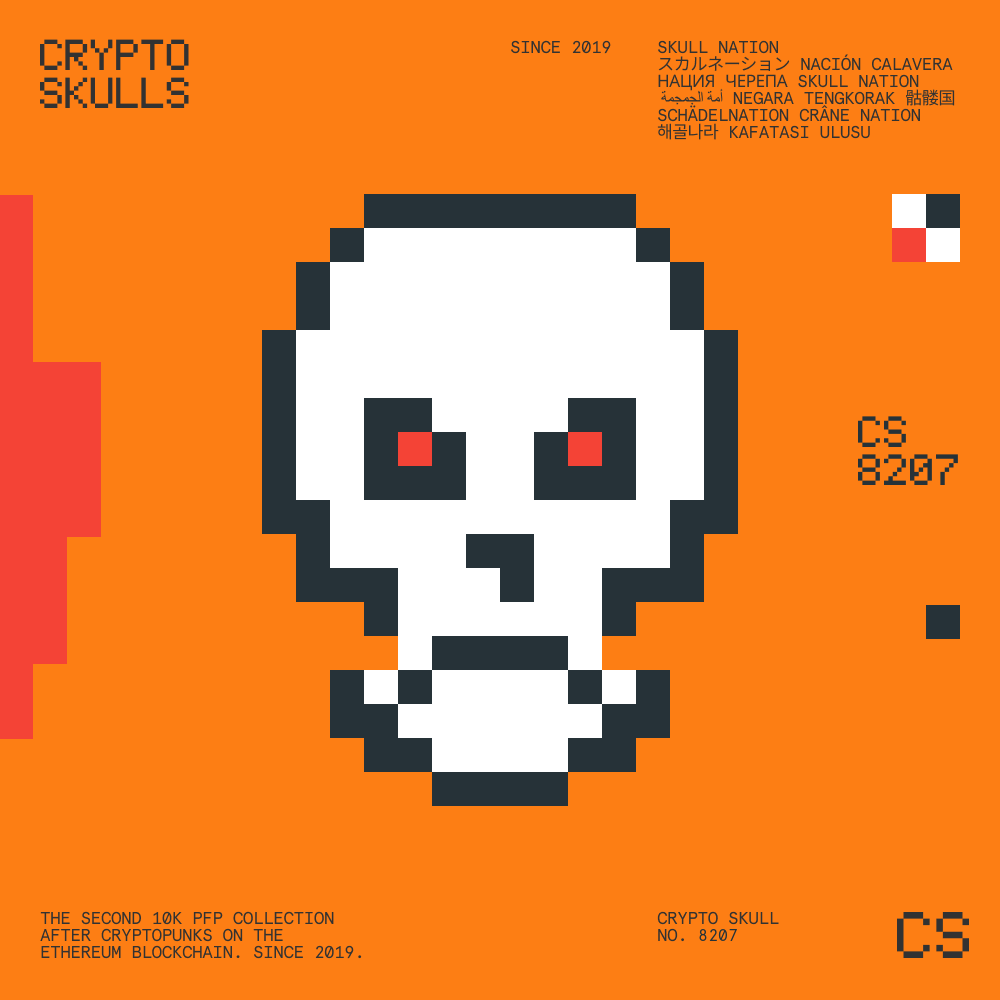 CRYPTO
SKULLS
SINCE 2019
SKULL NATION
スカルネーション NACIÓN CALAVERA
НАЦИЯ ЧЕРЕПА SKULL NATION
أمة الجمجمة NEGARA TENGKORAK 骷髅国
SCHÄDELNATION CRÂNE NATION
해골나라 KAFATASI ULUSU
CS
8207
THE SECOND 10K PFP COLLECTION
AFTER CRYPTOPUNKS ON THE
ETHEREUM BLOCKCHAIN. SINCE 2019.
CRYPTO SKULL
NO. 8207
CS